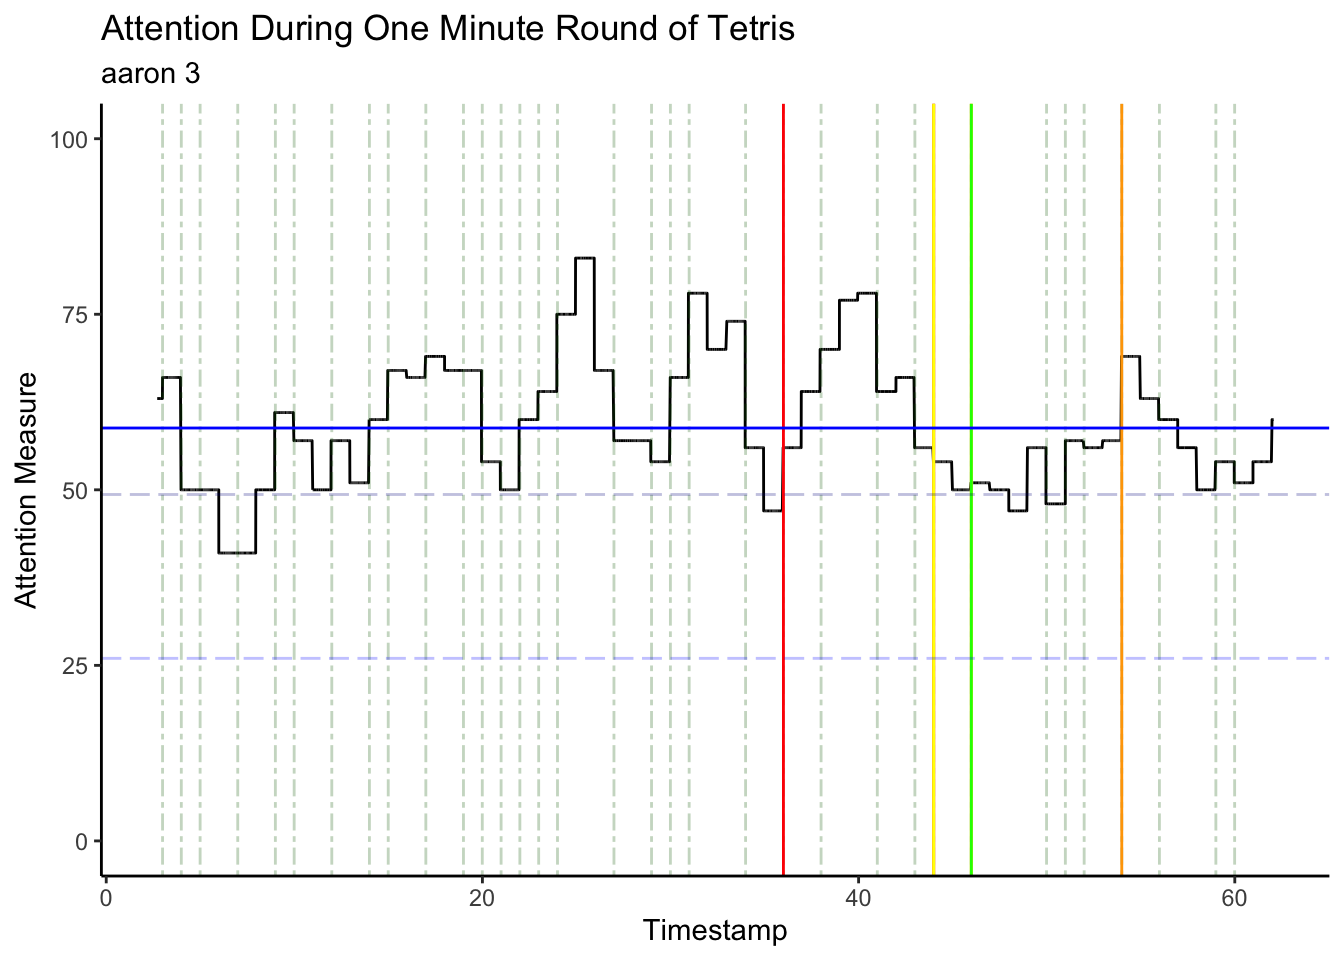 Attention During One Minute Round of Tetris
aaron 3
100
75
50
25
0
Attention Measure
0 20 40 60
Timestamp